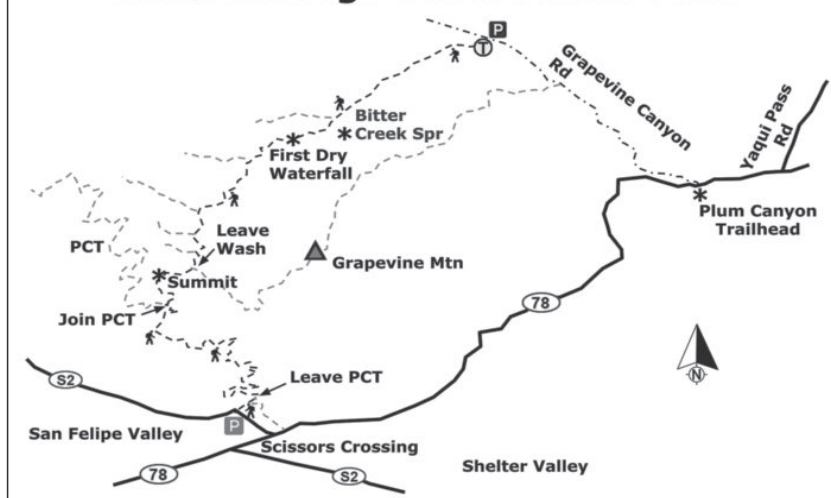 P
T
Grapevine Canyon
Rd
Yaqui Pass
Rd
Bitter
Creek Spr
First Dry
Waterfall
Plum Canyon
Trailhead
PCT
Leave
Wash
Grapevine Mtn
Summit
78
Join PCT
N
S2
Leave PCT
P
San Felipe Valley
Scissors Crossing
78
S2
Shelter Valley